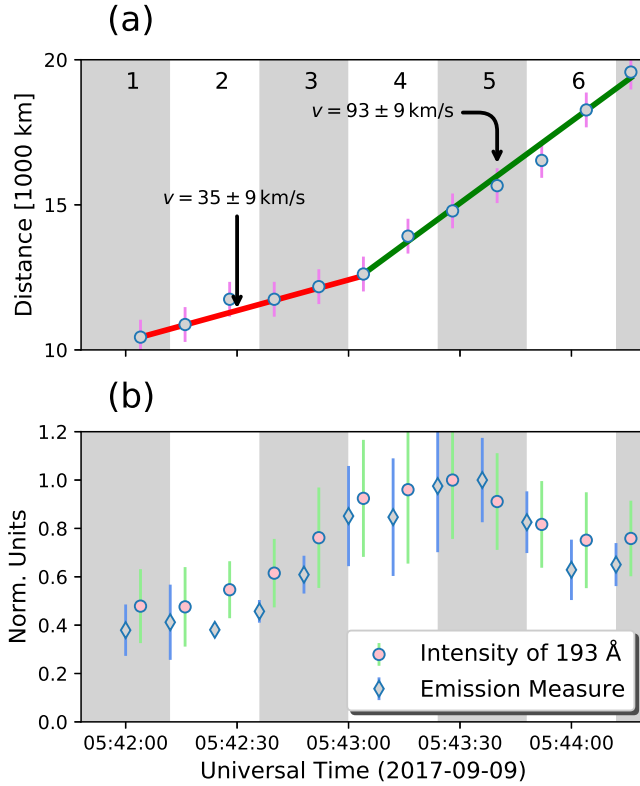 (a)
20
1 2 3 4 5 6
v = 93 ± 9 km/s
v = 35 ± 9 km/s
15
10
Distance [1000 km]
(b)
1.2
1.0
0.8
0.6
0.4
0.2
0.0
Norm. Units
Intensity of 193 Å
Emission Measure
05:42:00 05:42:30 05:43:00 05:43:30 05:44:00
Universal Time (2017-09-09)